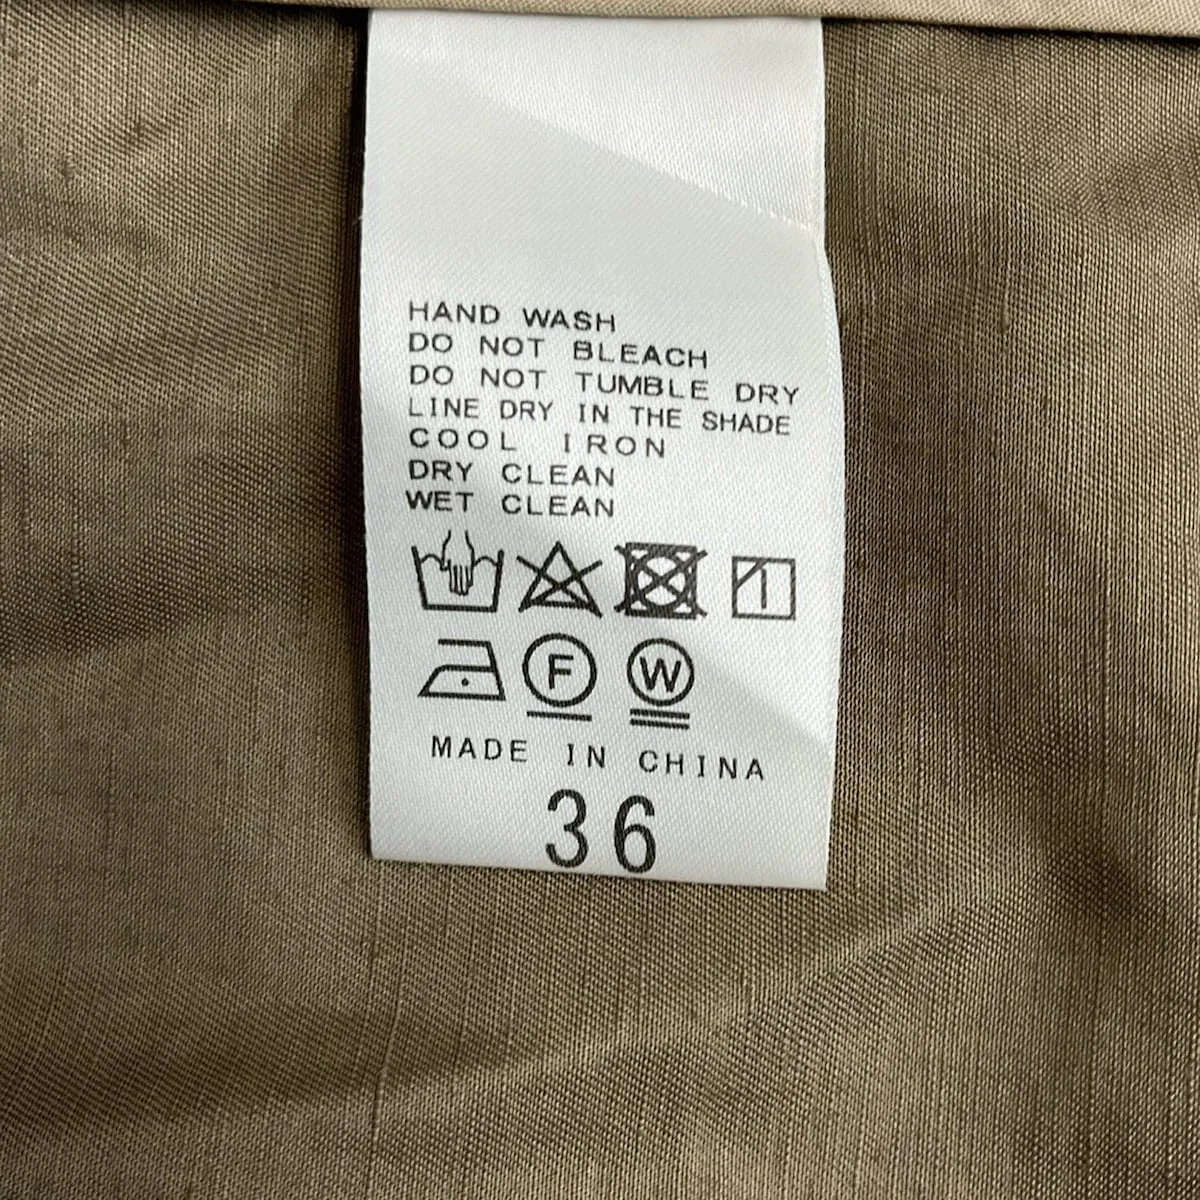 HAND WASH
DO NOT BLEACH
DO NOT TUMBLE DRY
LINE DRY IN THE SHADE
COOL IRON
DRY CLEAN
WET CLEAN
F W
MADE IN CHINA
36